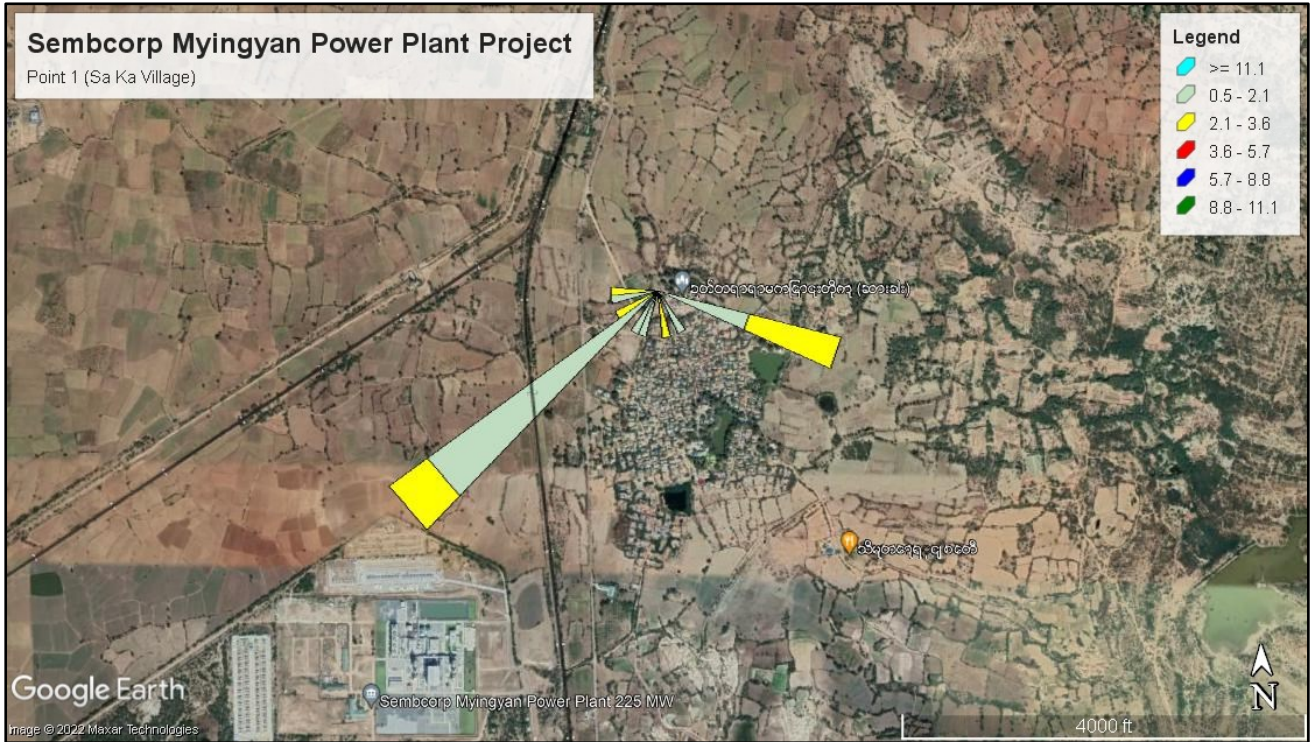 Sembcorp Myingyan Power Plant Project
Point 1 (Sa Ka Village)
Legend
>= 11.1
0.5 - 2.1
2.1 - 3.6
3.6 - 5.7
5.7 - 8.8
8.8 - 11.1
Sembcorp Myingyan Power Plant 225 MW
Google Earth
Image © 2022 Maxar Technologies
4000 ft
N